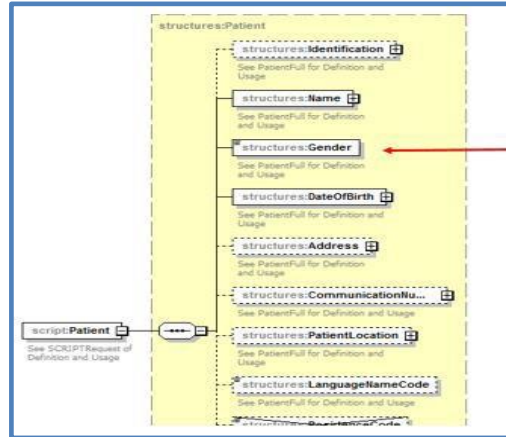 structures:Patient
structures:Identification
See PatientFull for Definition and
Usage
structures:Name
See PatientFull for Definition
and Usage
structures:Gender
See PatientFull for Definition
and Usage
structures:DateOfBirth
See PatientFull for Definition and
Usage
structures:Address
See PatientFull for Definition
and Usage
structures:CommunicationNu...
See PatientFull for Definition and Usage
structures:PatientLocation
See PatientFull for Definition and
Usage
script:Patient
See SCRIPTRequest of
Definition and Usage
structures:LanguageNameCode
See PatientFull for Definition and Usage